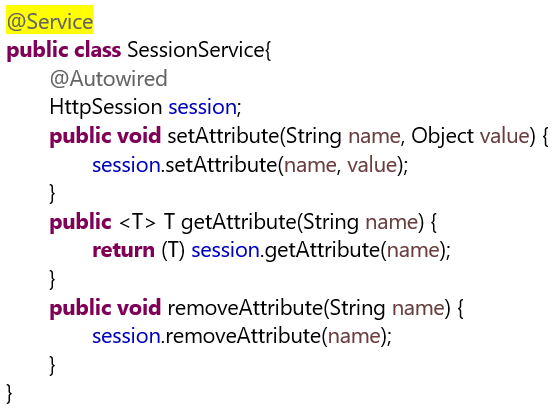 @Service
public class SessionService{
@Autowired
HttpSession session;
public void setAttribute(String name, Object value) {
session.setAttribute(name, value);
}
public <T> T getAttribute(String name) {
return (T) session.getAttribute(name);
}
public void removeAttribute(String name) {
session.removeAttribute(name);
}
}